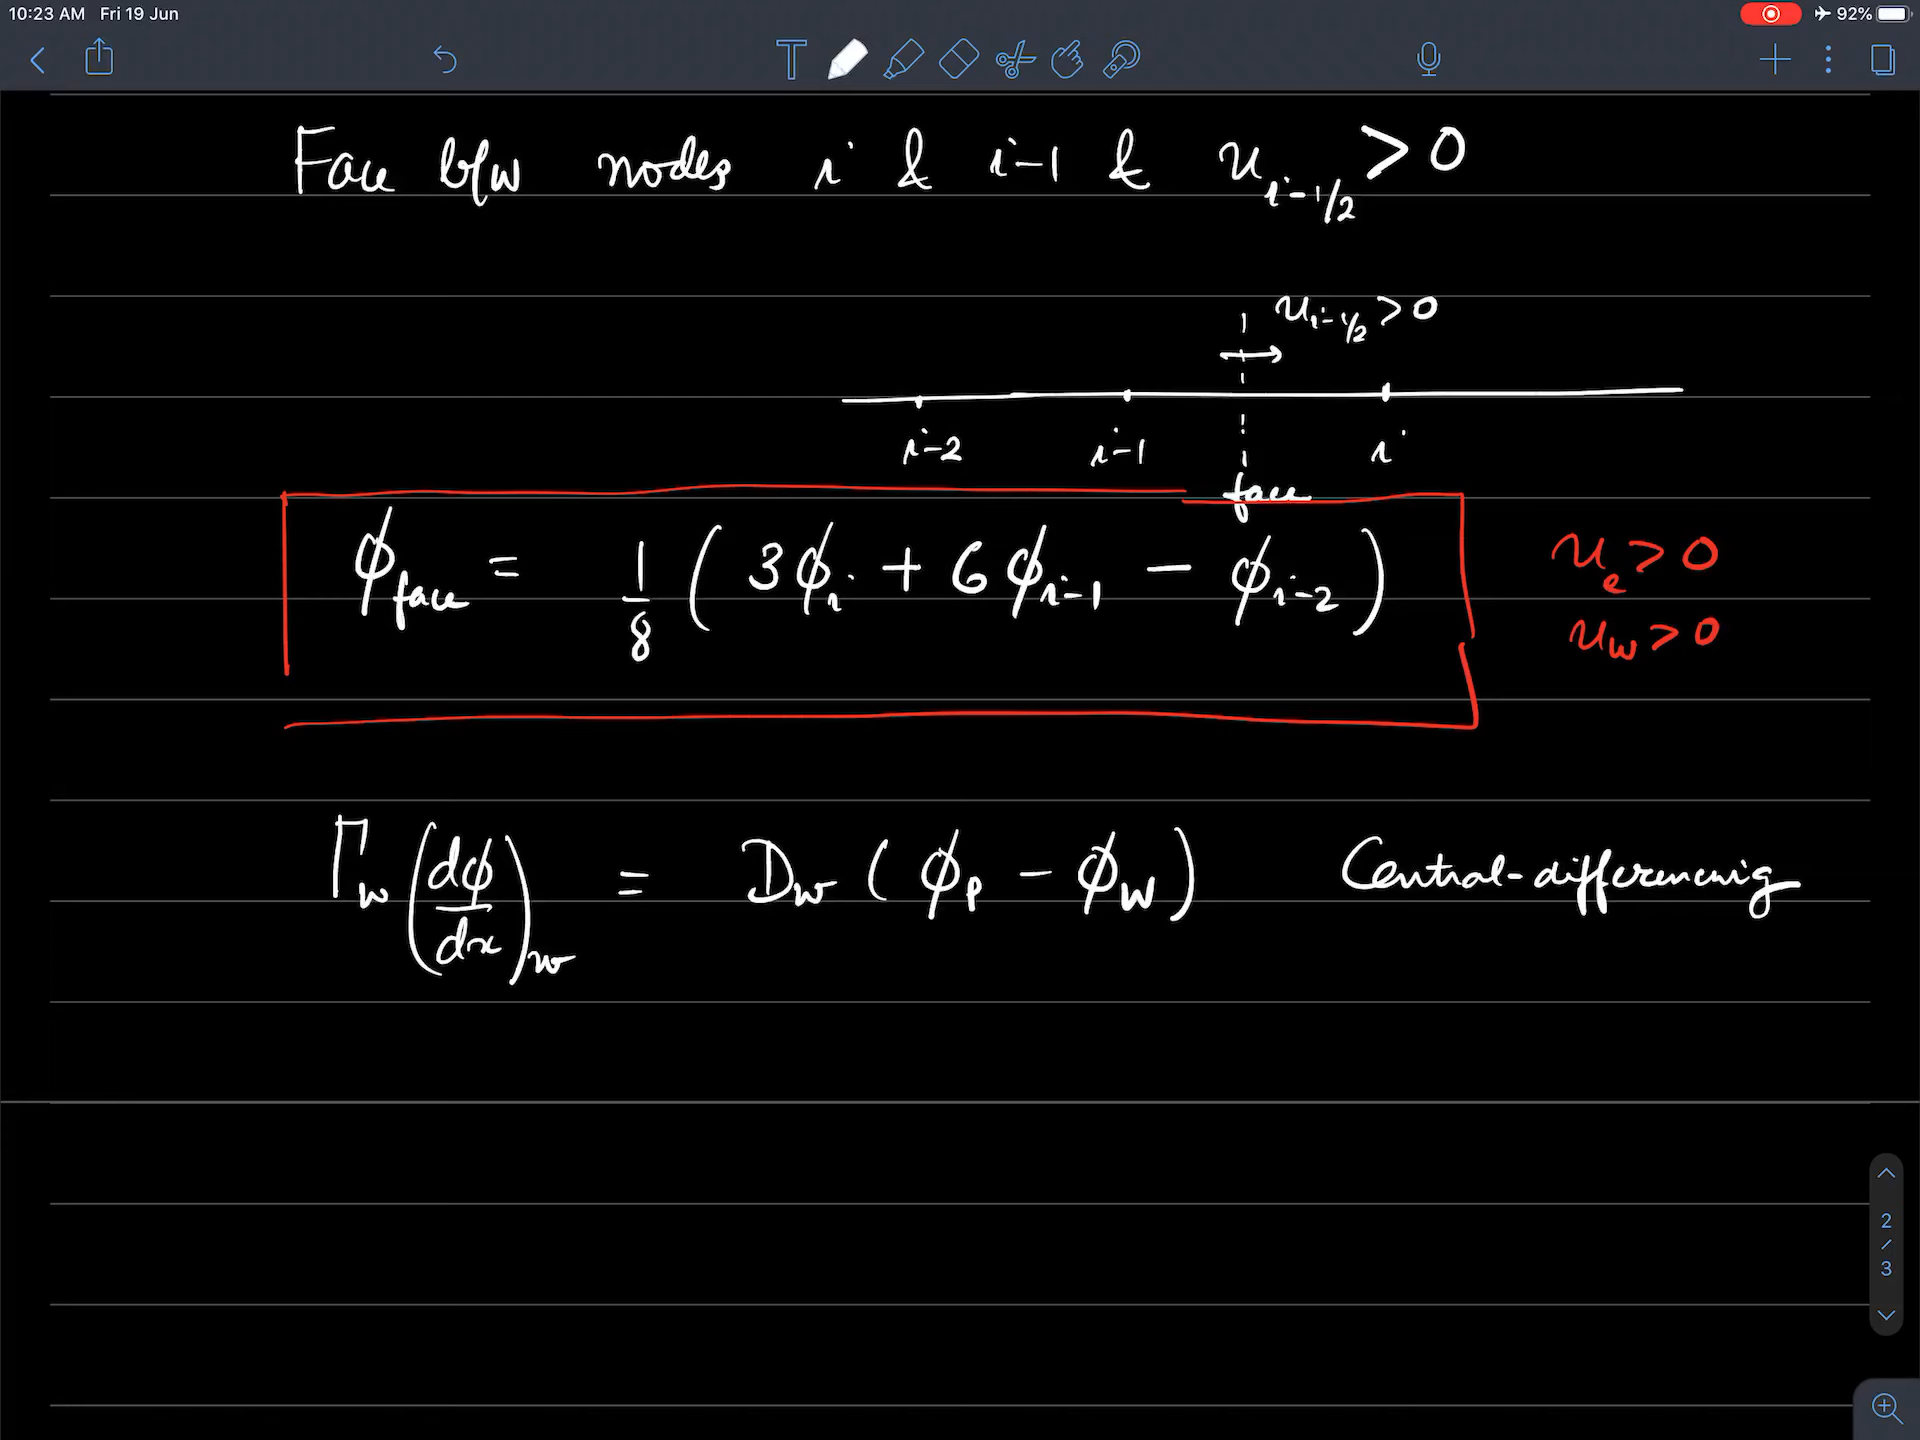 10:23 AM Fri 19 Jun 92%
T
Face b/w nodes i & i-1 & u_{i-1/2} > 0
u_{i-1/2} > 0
i-2 i-1 i
face
ϕ_{face} = 1/8 ( 3ϕ_i + 6ϕ_{i-1} - ϕ_{i-2} )
u_e > 0
u_w > 0
Γ_w (dϕ/dx)_w = D_w ( ϕ_P - ϕ_W ) Central-differencing
2
/
3